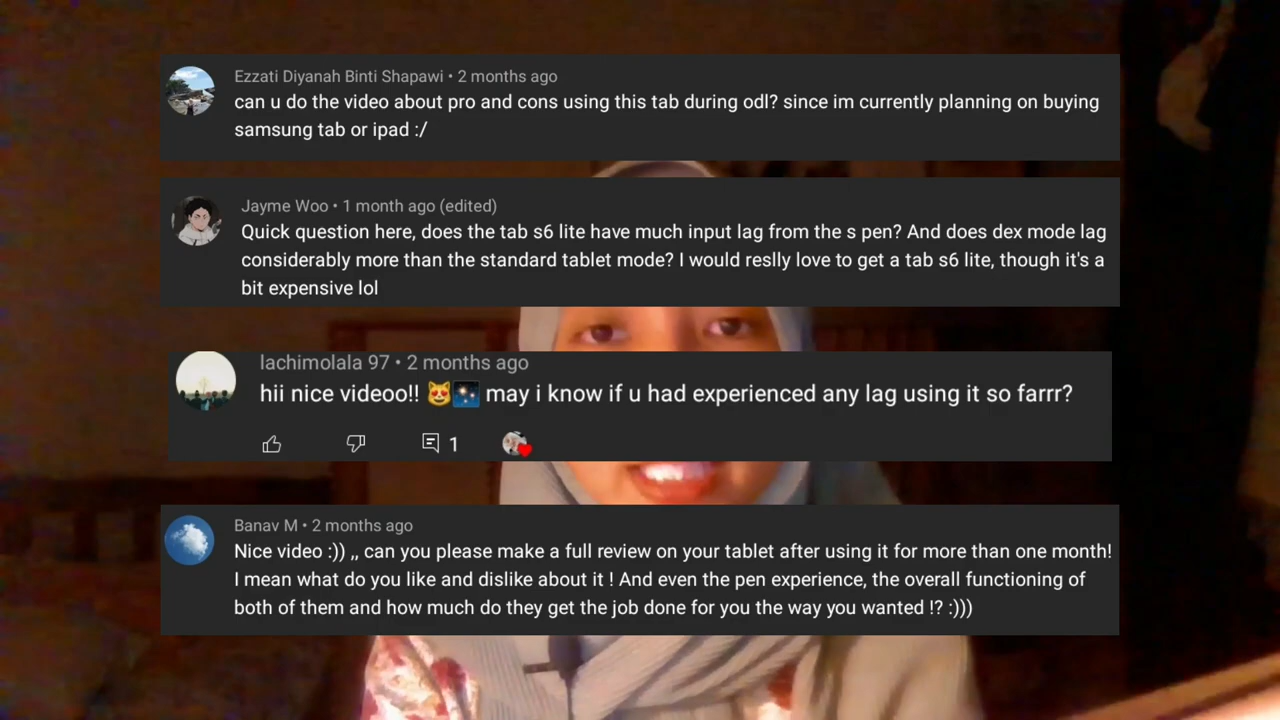 Ezzati Diyanah Binti Shapawi • 2 months ago
can u do the video about pro and cons using this tab during odl? since im currently planning on buying
samsung tab or ipad :/
Jayme Woo • 1 month ago (edited)
Quick question here, does the tab s6 lite have much input lag from the s pen? And does dex mode lag
considerably more than the standard tablet mode? I would reslly love to get a tab s6 lite, though it's a
bit expensive lol
lachimolala 97 • 2 months ago
hii nice videoo!! 😻🌌 may i know if u had experienced any lag using it so farrr?
1
Banav M • 2 months ago
Nice video :)) ,, can you please make a full review on your tablet after using it for more than one month!
I mean what do you like and dislike about it ! And even the pen experience, the overall functioning of
both of them and how much do they get the job done for you the way you wanted !? :)))